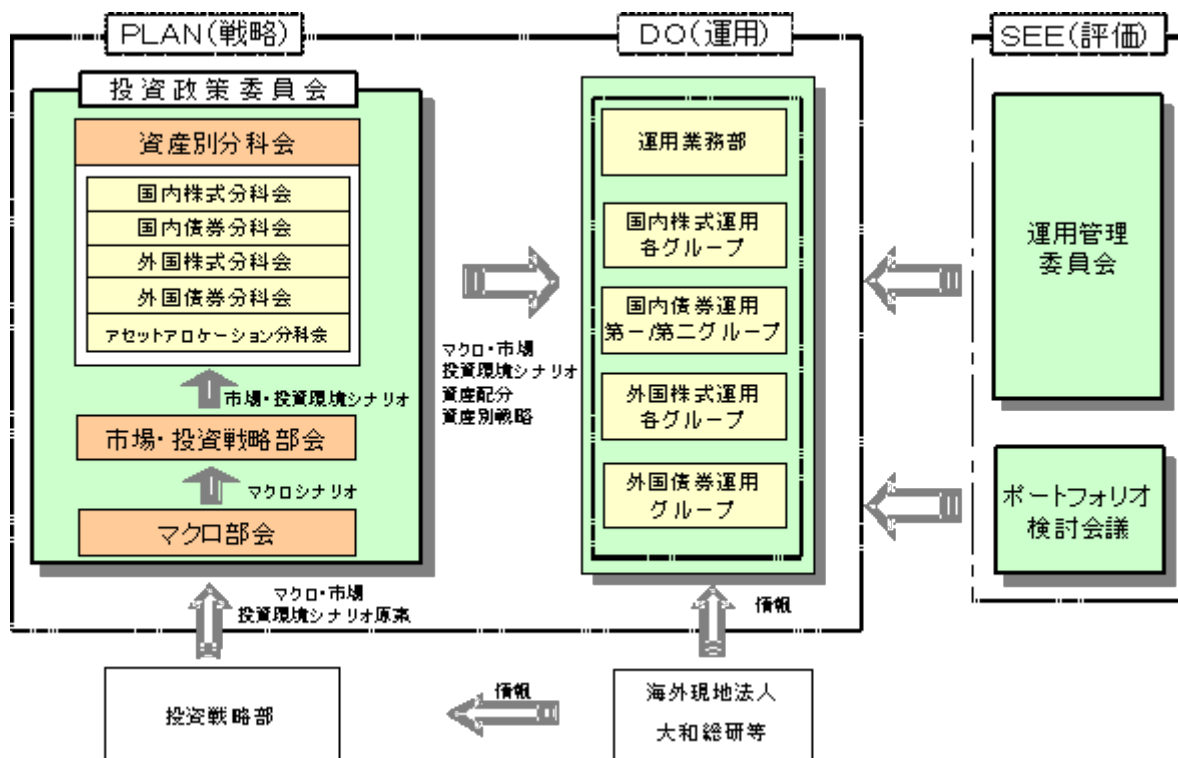 PLAN(戦略)
投資政策委員会
資産別分科会
国内株式分科会
国内債券分科会
外国株式分科会
外国債券分科会
アセットアロケーション分科会
市場・投資環境シナリオ
市場・投資戦略部会
マクロシナリオ
マクロ部会
マクロ・市場
投資環境シナリオ原案
投資戦略部
マクロ・市場
投資環境シナリオ
資産配分
資産別戦略
DO(運用)
運用業務部
国内株式運用
各グループ
国内債券運用
第一/第二グループ
外国株式運用
各グループ
外国債券運用
グループ
情報
情報
海外現地法人
大和総研等
SEE(評価)
運用管理
委員会
ポートフォリオ
検討会議